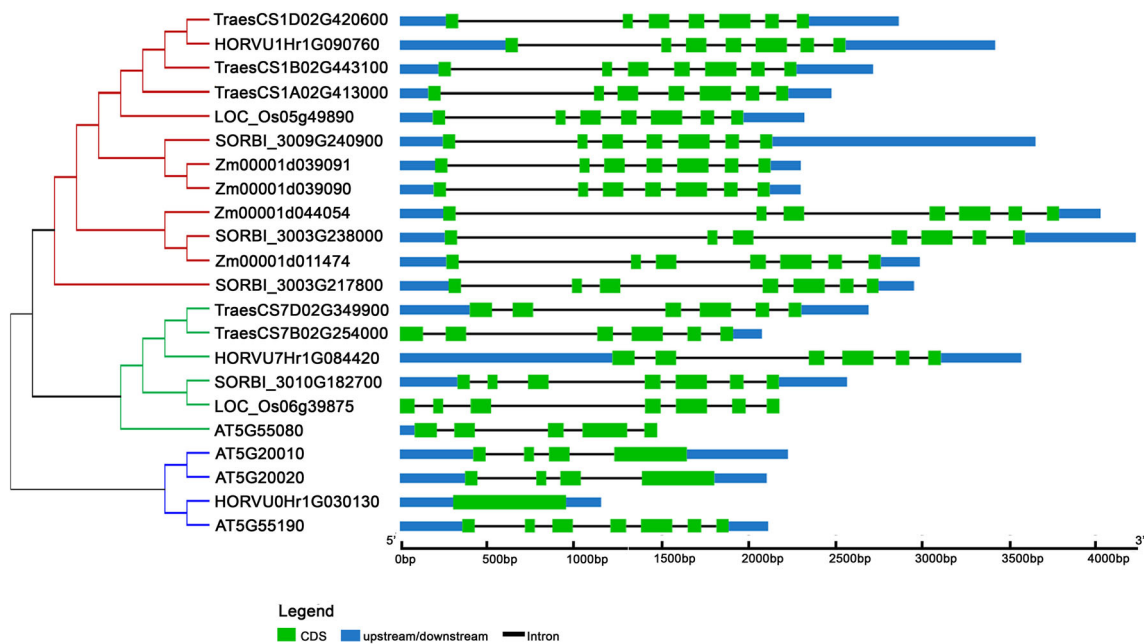 TraesCS1D02G420600
HORVU1Hr1G090760
TraesCS1B02G443100
TraesCS1A02G413000
LOC_Os05g49890
SORBI_3009G240900
Zm00001d039091
Zm00001d039090
Zm00001d044054
SORBI_3003G238000
Zm00001d011474
SORBI_3003G217800
TraesCS7D02G349900
TraesCS7B02G254000
HORVU7Hr1G084420
SORBI_3010G182700
LOC_Os06g39875
AT5G55080
AT5G20010
AT5G20020
HORVU0Hr1G030130
AT5G55190
5' 3'
0bp 500bp 1000bp 1500bp 2000bp 2500bp 3000bp 3500bp 4000bp
Legend
CDS upstream/downstream Intron